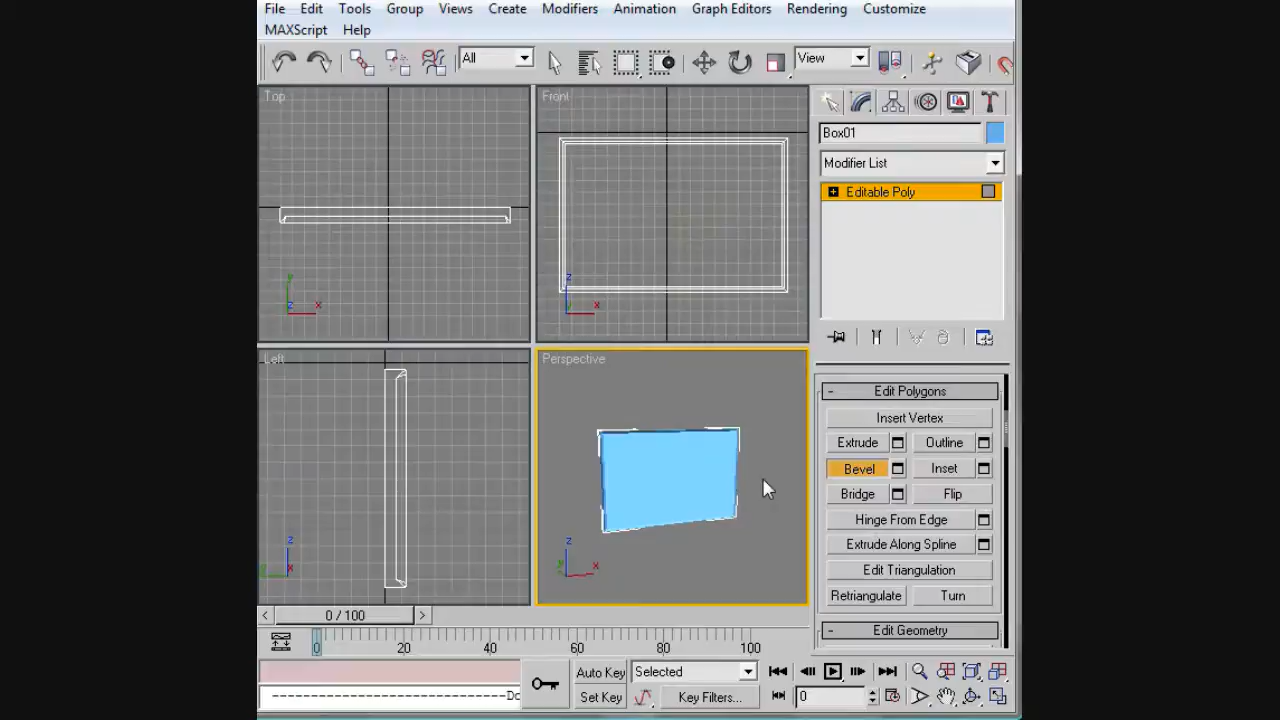 File Edit Tools Group Views Create Modifiers Animation Graph Editors Rendering Customize
MAXScript Help
All View
Top Front
Box01
Modifier List
Editable Poly
z x y z x
Left Perspective
Edit Polygons
Insert Vertex
Extrude Outline
Bevel Inset
Bridge Flip
Hinge From Edge
Extrude Along Spline
Edit Triangulation
Retriangulate Turn
Edit Geometry
z y x z x
< 0 / 100 >
0 20 40 60 80 100
Auto Key Selected
Set Key Key Filters... 0